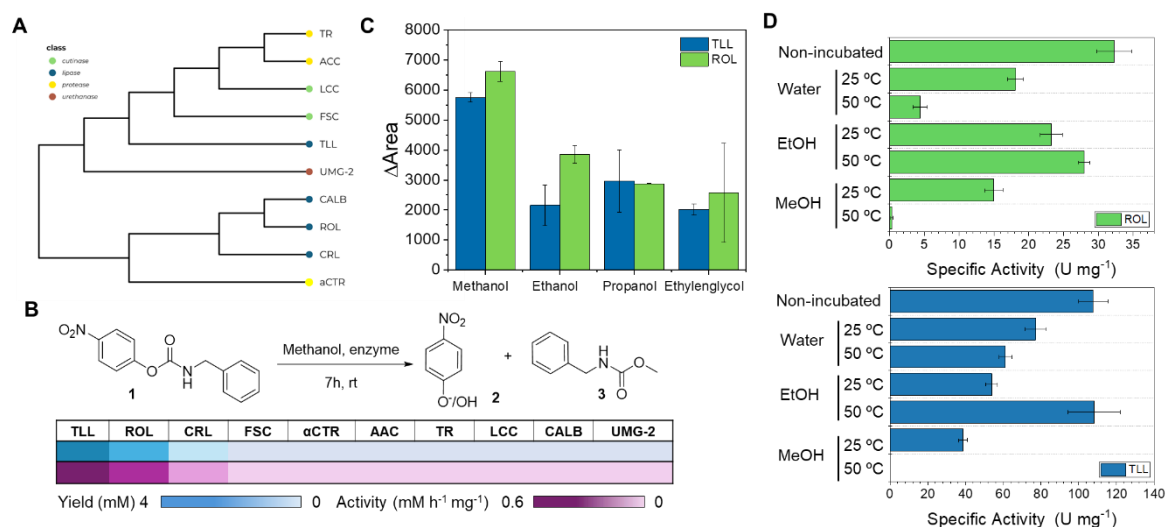 A
class
cutinase
lipase
protease
urethanase
TR
ACC
LCC
FSC
TLL
UMG-2
CALB
ROL
CRL
aCTR
B
O₂N
O
O
N
H
1
Methanol, enzyme
7h, rt
NO₂
O⁻/OH
2
+
H
N
O
O
3
TLL ROL CRL FSC αCTR AAC TR LCC CALB UMG-2
Yield (mM) 4 0 Activity (mM h⁻¹ mg⁻¹) 0.6 0
C
ΔArea
8000
7000
6000
5000
4000
3000
2000
1000
0
TLL
ROL
Methanol Ethanol Propanol Ethylenglycol
D
Non-incubated
Water 25 ºC
50 ºC
EtOH 25 ºC
50 ºC
MeOH 25 ºC
50 ºC
ROL
0 5 10 15 20 25 30 35
Specific Activity (U mg⁻¹)
Non-incubated
Water 25 ºC
50 ºC
EtOH 25 ºC
50 ºC
MeOH 25 ºC
50 ºC
TLL
0 20 40 60 80 100 120 140
Specific Activity (U mg⁻¹)